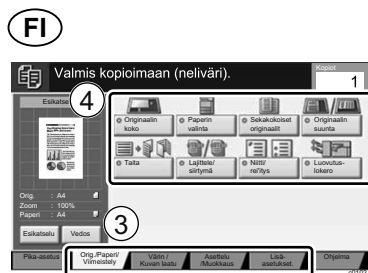 FI
Valmis kopioimaan (neliväri).
Kopiot
1
Esikatse
4
Originaalin
koko
Paperin
valinta
Sekakokoiset
originaalit
Originaalin
suunta
Taita
Lajittele/
siirtymä
Niitti/
rei'itys
Luovutus-
lokero
Orig. : A4
Zoom : 100%
Paperi : A4
Esikatselu
Vedos
3
Pika-asetus
Orig./Paperi/
Viimeistely
Värin /
Kuvan laatu
Asettelu
/Muokkaus
Lisä-
asetukset.
Ohjelma